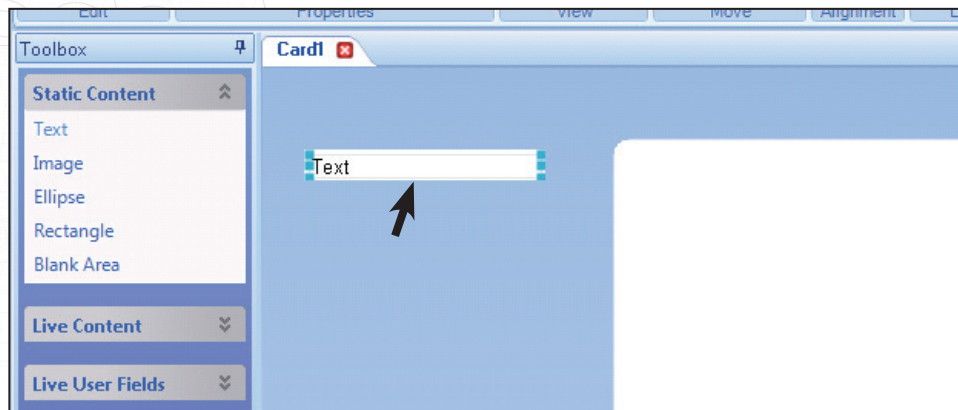 Edit Properties View Move Alignment
Toolbox
Card1
Static Content
Text
Image
Ellipse
Rectangle
Blank Area
Live Content
Live User Fields
Text